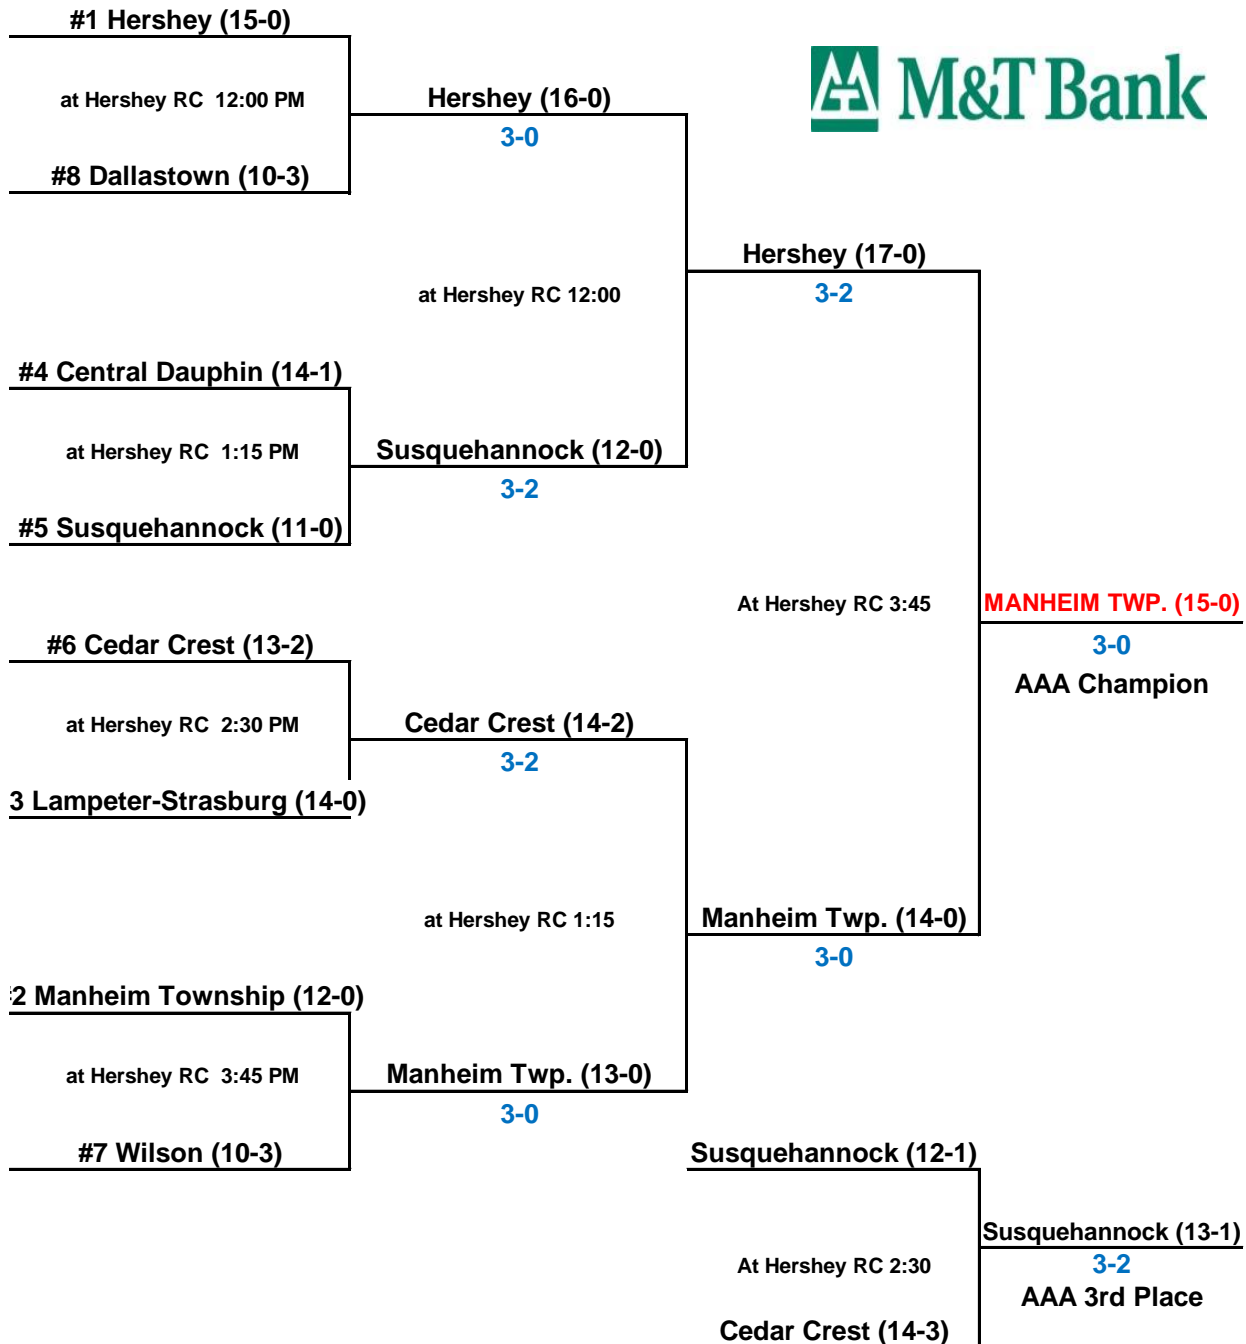 #1 Hershey (15-0)
M&T Bank
at Hershey RC 12:00 PM
Hershey (16-0)
3-0
#8 Dallastown (10-3)
Hershey (17-0)
at Hershey RC 12:00
3-2
#4 Central Dauphin (14-1)
at Hershey RC 1:15 PM
Susquehannock (12-0)
3-2
#5 Susquehannock (11-0)
At Hershey RC 3:45
MANHEIM TWP. (15-0)
#6 Cedar Crest (13-2)
3-0
AAA Champion
at Hershey RC 2:30 PM
Cedar Crest (14-2)
3-2
3 Lampeter-Strasburg (14-0)
at Hershey RC 1:15
Manheim Twp. (14-0)
3-0
#2 Manheim Township (12-0)
at Hershey RC 3:45 PM
Manheim Twp. (13-0)
3-0
#7 Wilson (10-3)
Susquehannock (12-1)
Susquehannock (13-1)
At Hershey RC 2:30
3-2
AAA 3rd Place
Cedar Crest (14-3)